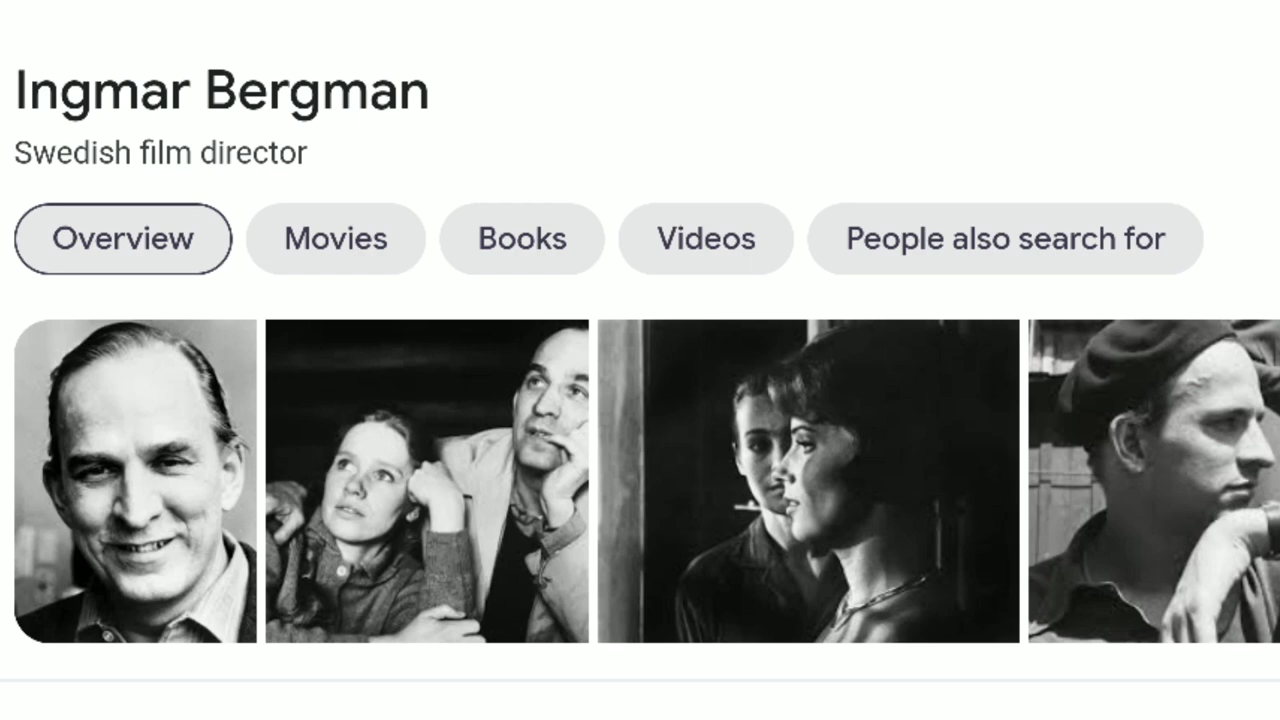 Ingmar Bergman
Swedish film director
Overview Movies Books Videos People also search for